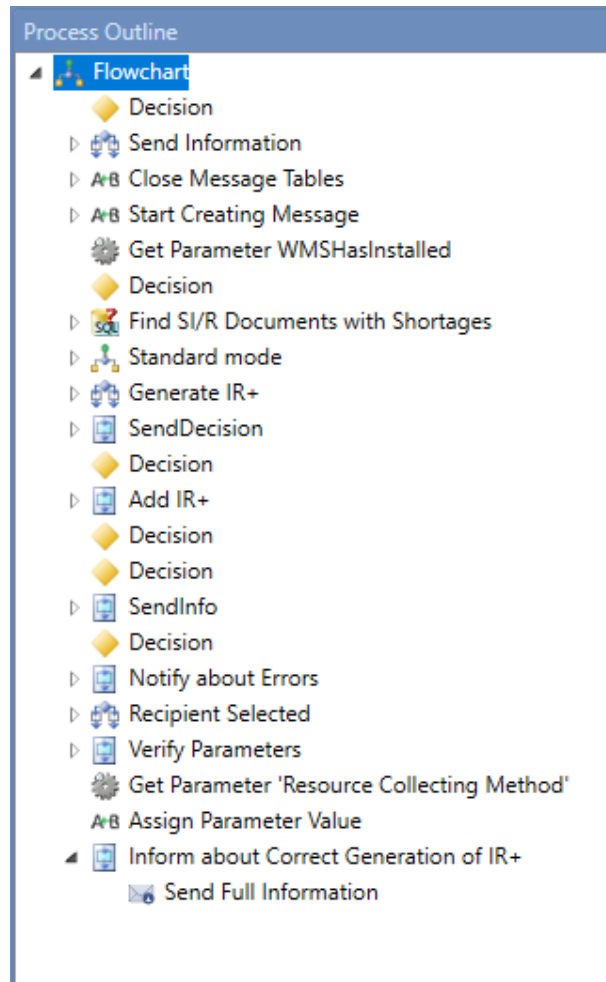 Process Outline
Flowchart
Decision
Send Information
A+B Close Message Tables
A+B Start Creating Message
Get Parameter WMSHasInstalled
Decision
SQL Find SI/R Documents with Shortages
Standard mode
Generate IR+
SendDecision
Decision
Add IR+
Decision
Decision
SendInfo
Decision
Notify about Errors
Recipient Selected
Verify Parameters
Get Parameter 'Resource Collecting Method'
A+B Assign Parameter Value
Inform about Correct Generation of IR+
Send Full Information